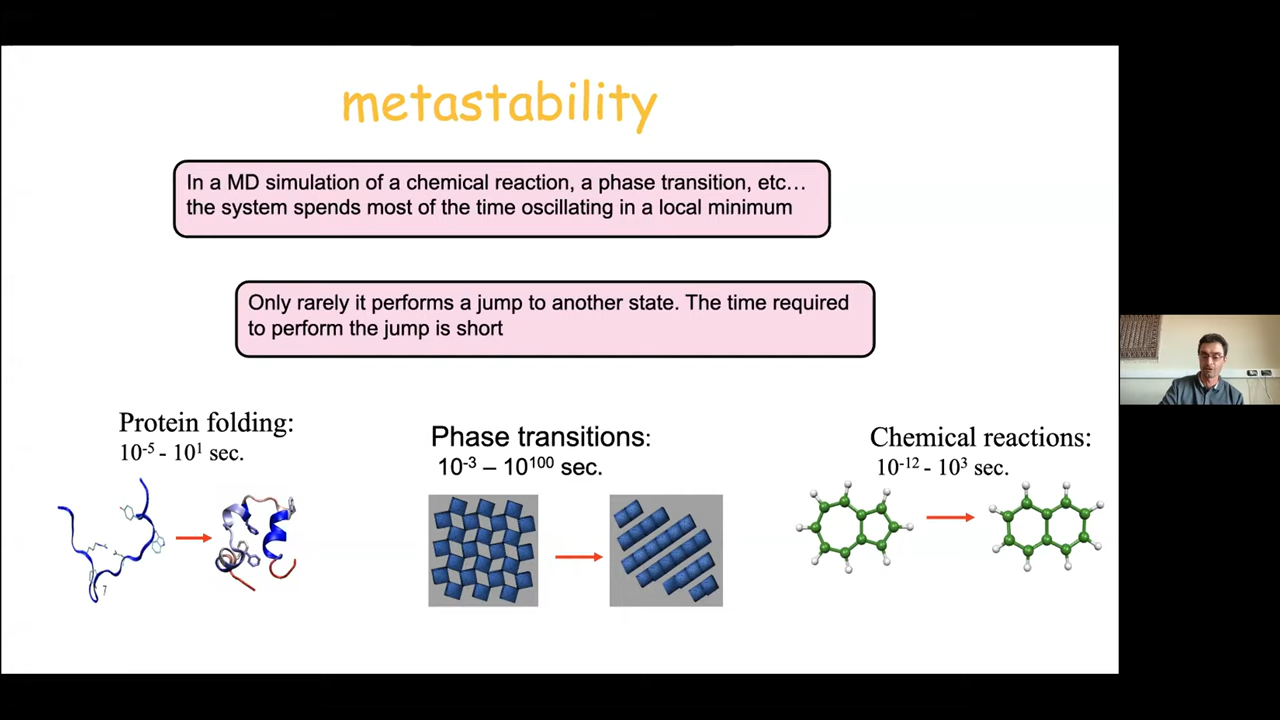 metastability
In a MD simulation of a chemical reaction, a phase transition, etc…
the system spends most of the time oscillating in a local minimum
Only rarely it performs a jump to another state. The time required
to perform the jump is short
Protein folding:
10⁻⁵ - 10¹ sec.
Phase transitions:
10⁻³ – 10¹⁰⁰ sec.
Chemical reactions:
10⁻¹² - 10³ sec.